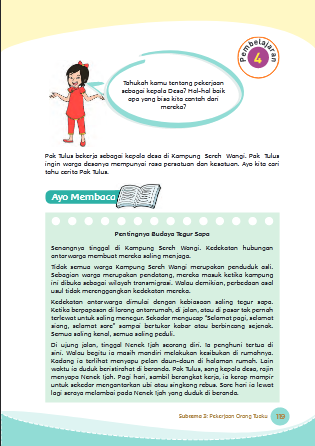 Pembelajaran
4
Tahukah kamu tentang pekerjaan
sebagai kepala Desa? Hal-hal baik
apa yang bisa kita contoh dari
mereka?
Pak Tulus bekerja sebagai kepala desa di Kampung Sereh Wangi. Pak Tulus
ingin warga desanya mempunyai rasa persatuan dan kesatuan. Ayo kita cari
tahu cerita Pak Tulus.
Ayo Membaca
Pentingnya Budaya Tegur Sapa
Senangnya tinggal di Kampung Sereh Wangi. Kedekatan hubungan
antarwarga membuat mereka saling menjaga.
Tidak semua warga Kampung Sereh Wangi merupakan penduduk asli.
Sebagian warga merupakan pendatang, mereka masuk ketika kampung
ini dibuka sebagai wilayah transmigrasi. Walau demikian, perbedaan asal
usul tidak merenggangkan kedekatan mereka.
Kedekatan antarwarga dimulai dengan kebiasaan saling tegur sapa.
Ketika berpapasan di lorong antarrumah, di jalan, atau di pasar tak pernah
terlewat untuk saling menegur. Sekadar mengucap "Selamat pagi, selamat
siang, selamat sore" sampai bertukar kabar atau berbincang sejenak.
Semua saling kenal, semua saling peduli.
Di ujung jalan, tinggal Nenek Ijah seorang diri. Ia penghuni tertua di
sini. Walau begitu ia masih mandiri melakukan kesibukan di rumahnya.
Kadang ia terlihat menyapu pelan daun-daun di halaman rumah. Lain
waktu ia duduk beristirahat di beranda. Pak Tulus, sang kepala desa, rajin
menyapa Nenek Ijah. Pagi hari, sambil berangkat kerja, ia kerap mampir
untuk sekedar mengantarkan ubi atau singkong rebus. Sore hari ia lewat
lagi seraya melambai pada Nenek Ijah yang duduk di beranda.
Subtema 3: Pekerjaan Orang Tuaku
119